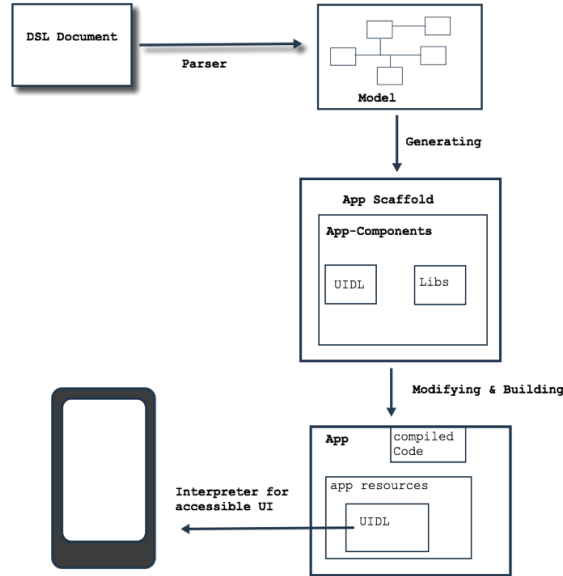 DSL Document
Parser
Model
Generating
App Scaffold
App-Components
UIDL
Libs
Modifying & Building
App
compiled
Code
app resources
UIDL
Interpreter for
accessible UI